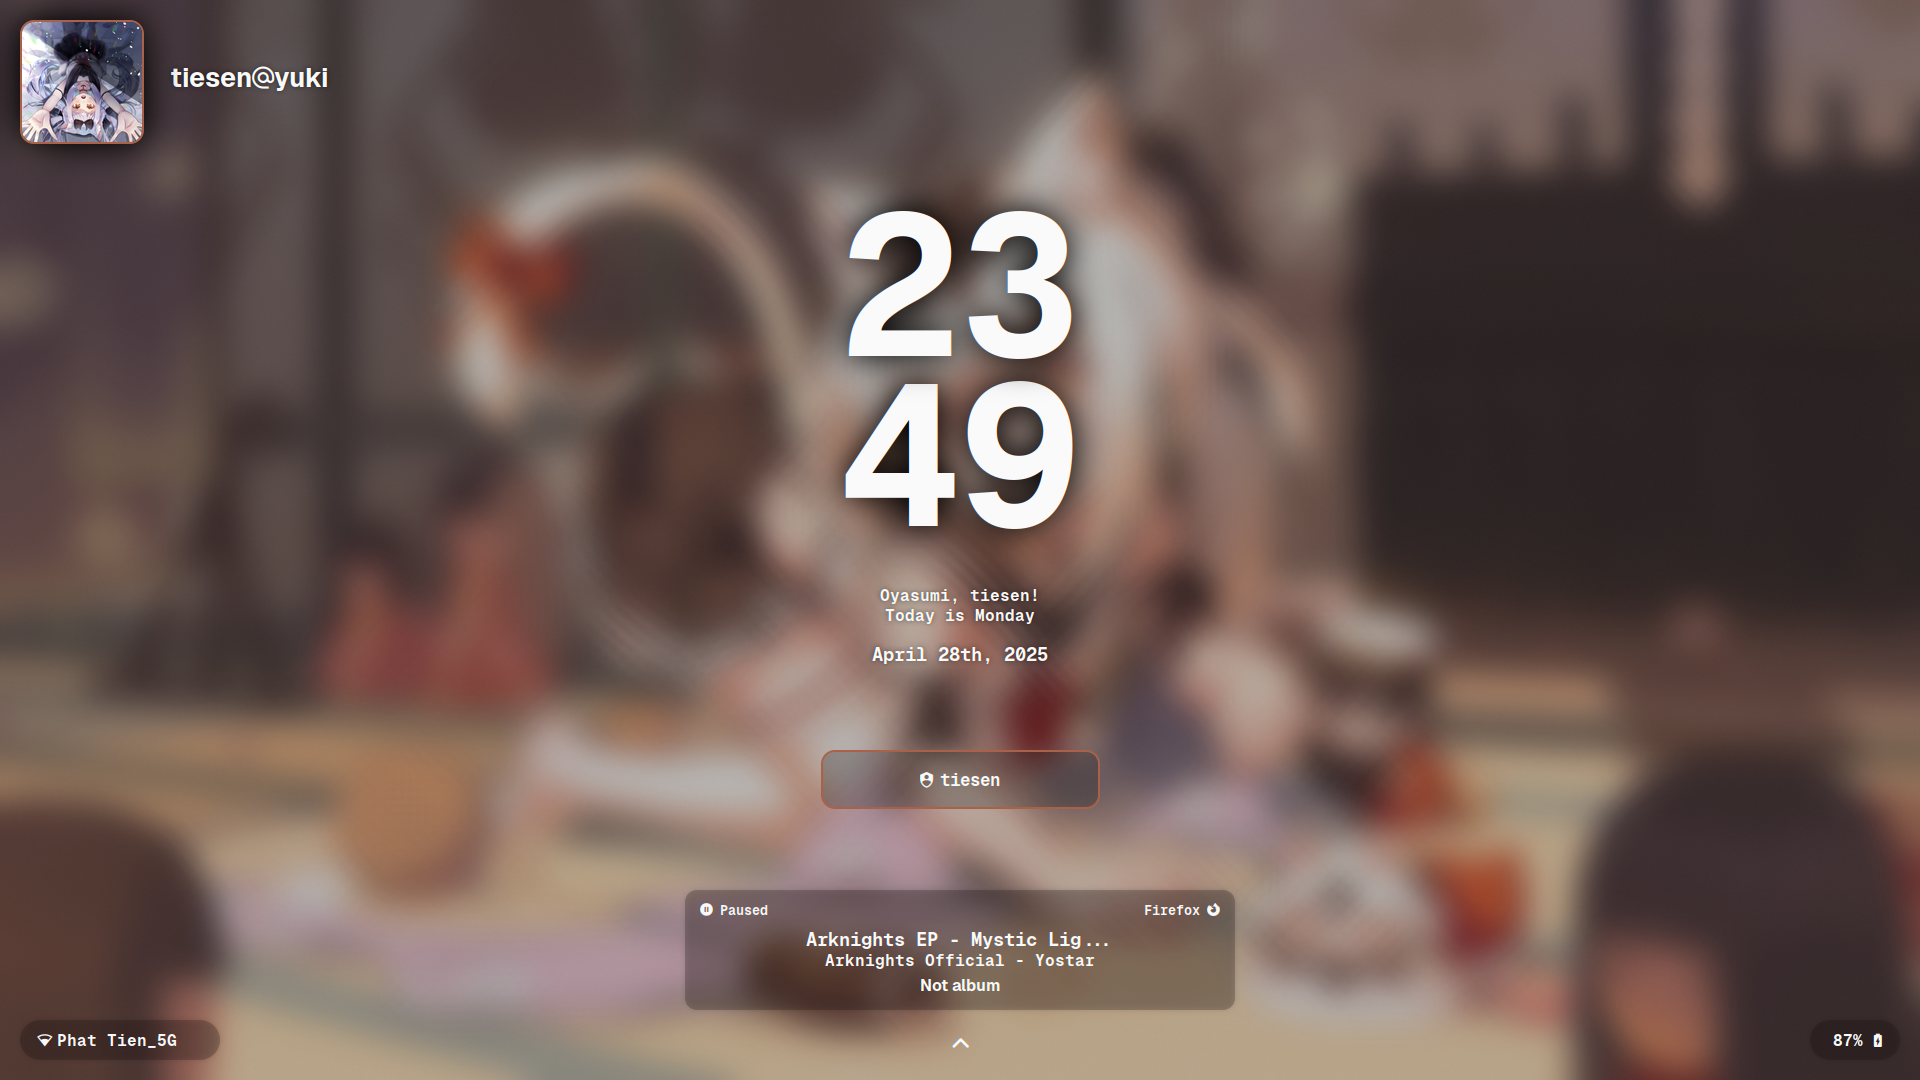 tiesen@yuki
23
49
Oyasumi, tiesen!
Today is Monday
April 28th, 2025
tiesen
Paused
Firefox
Arknights EP - Mystic Lig...
Arknights Official - Yostar
Not album
Phat Tien_5G
87%